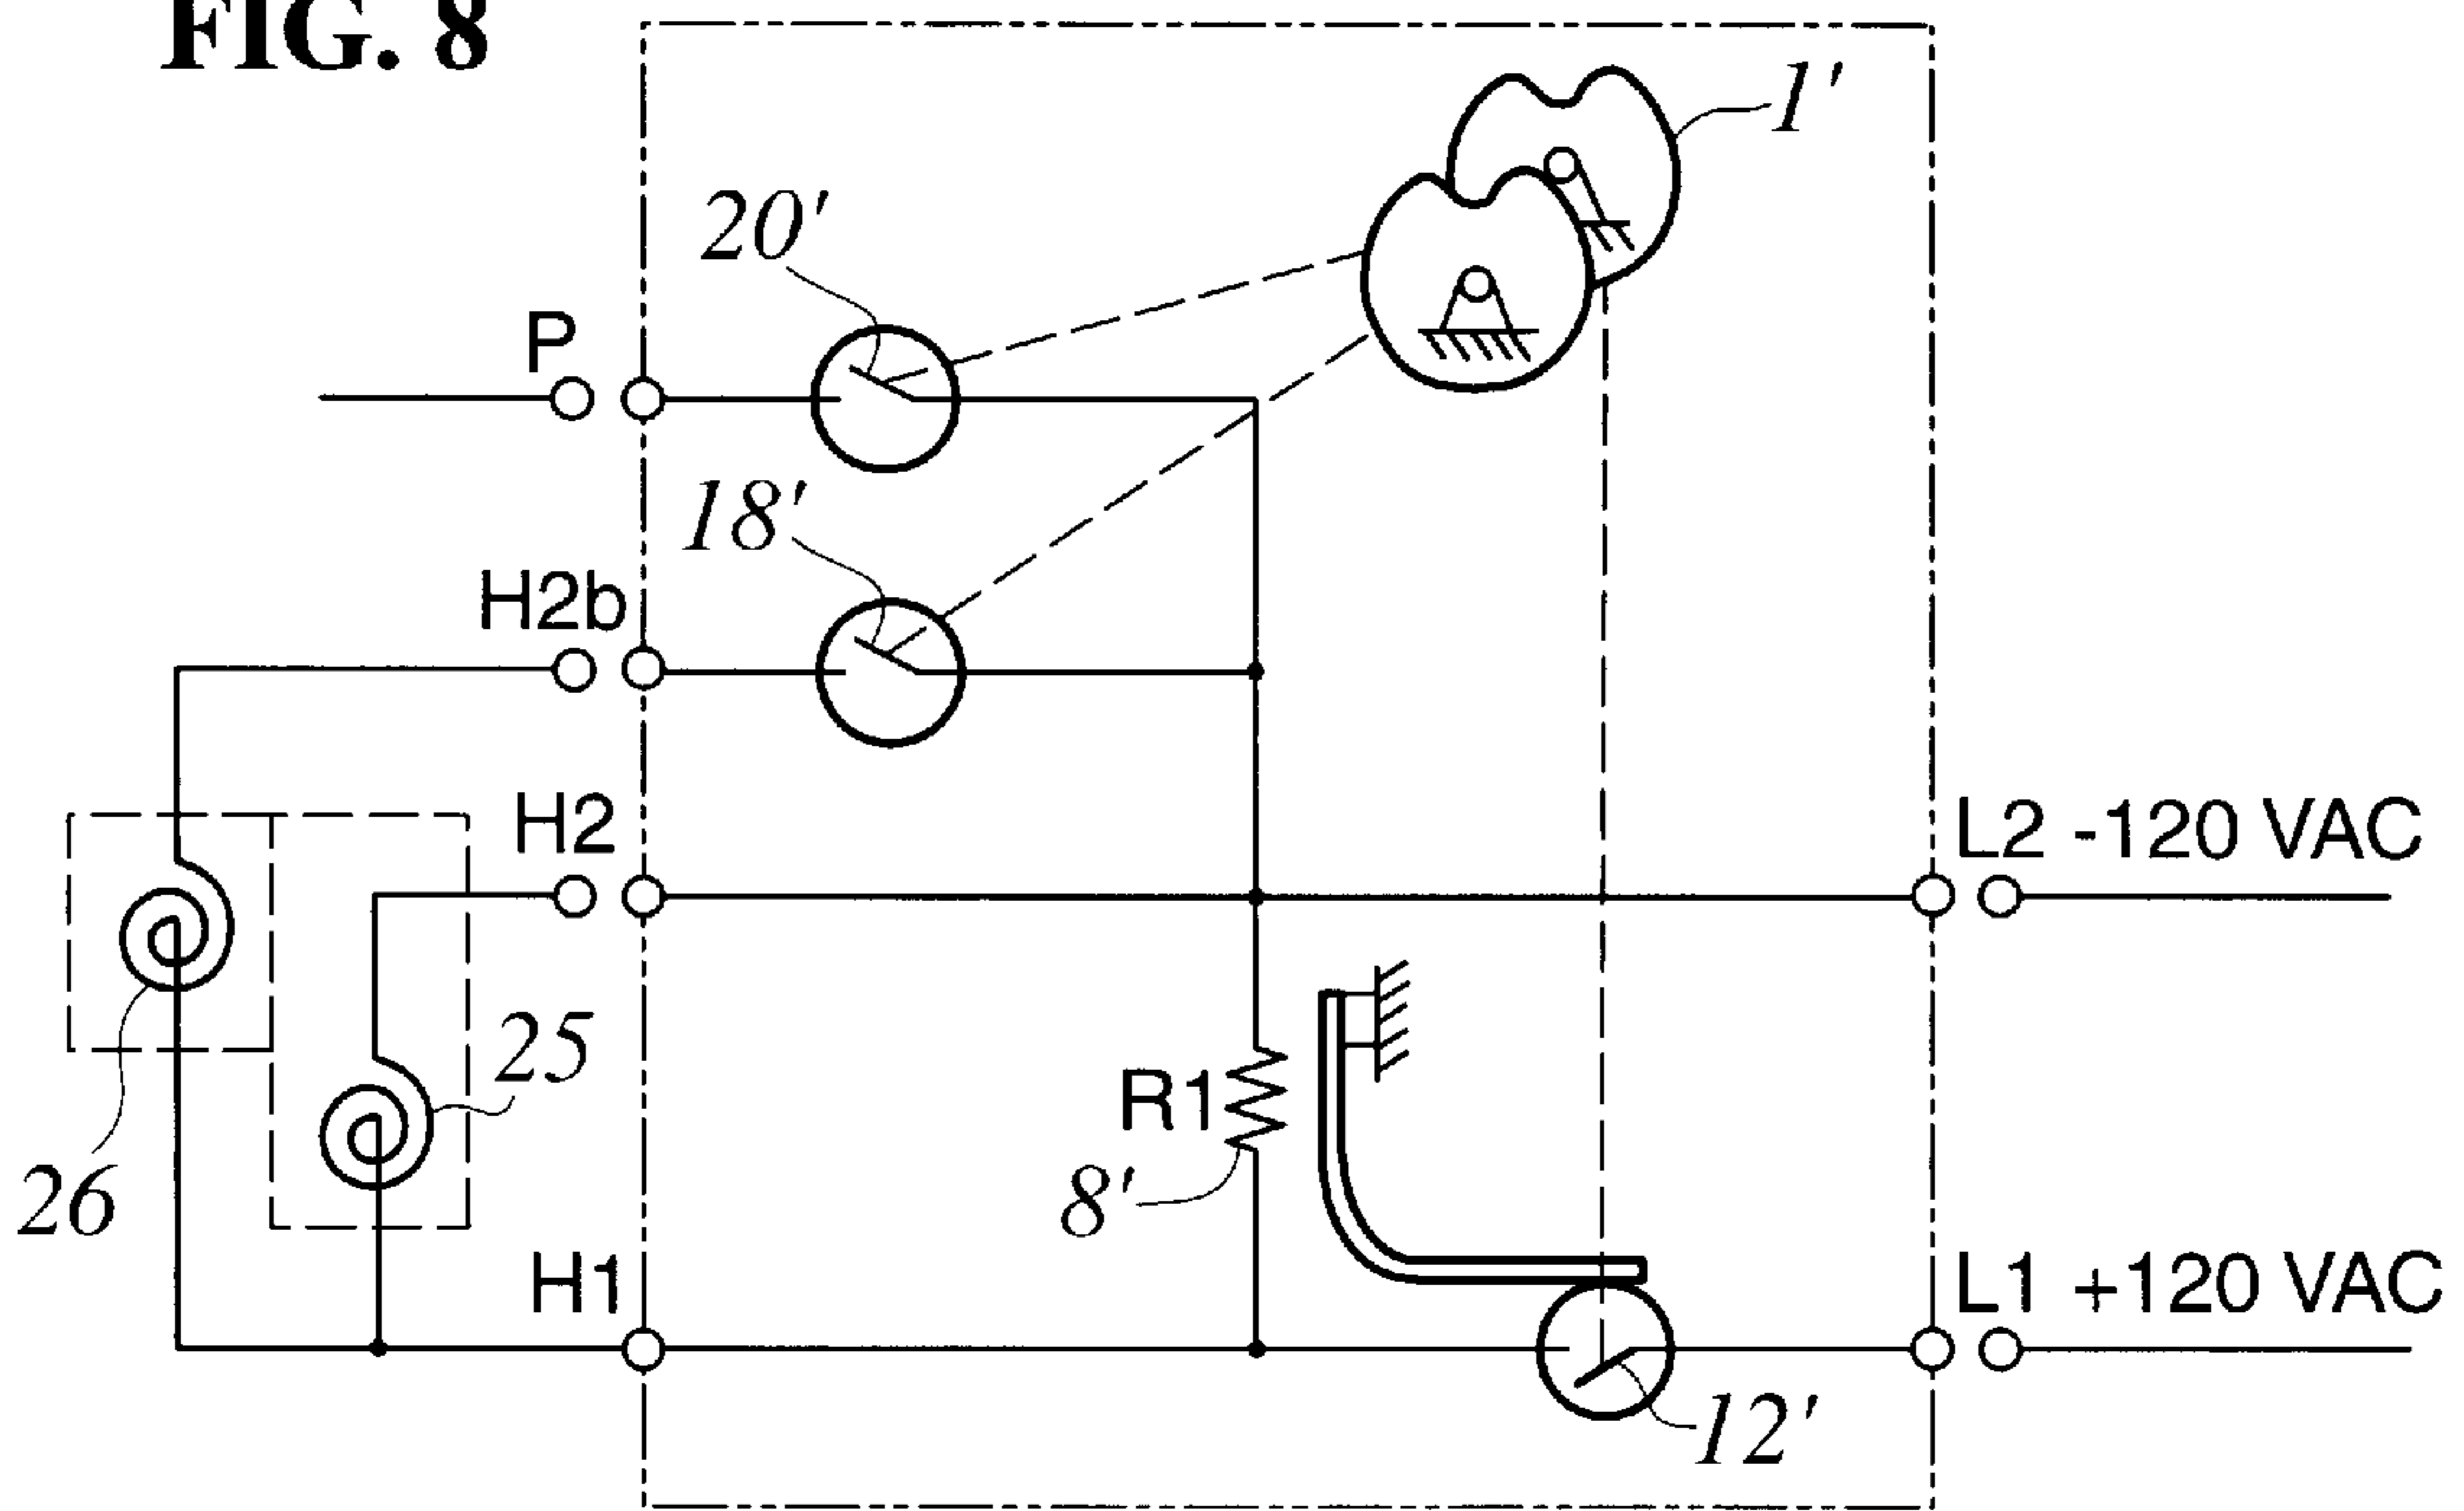 FIG. 8
1'
20'
P
18'
H2b
H2
L2 -120 VAC
25
R1
26
8'
H1
L1 +120 VAC
12'